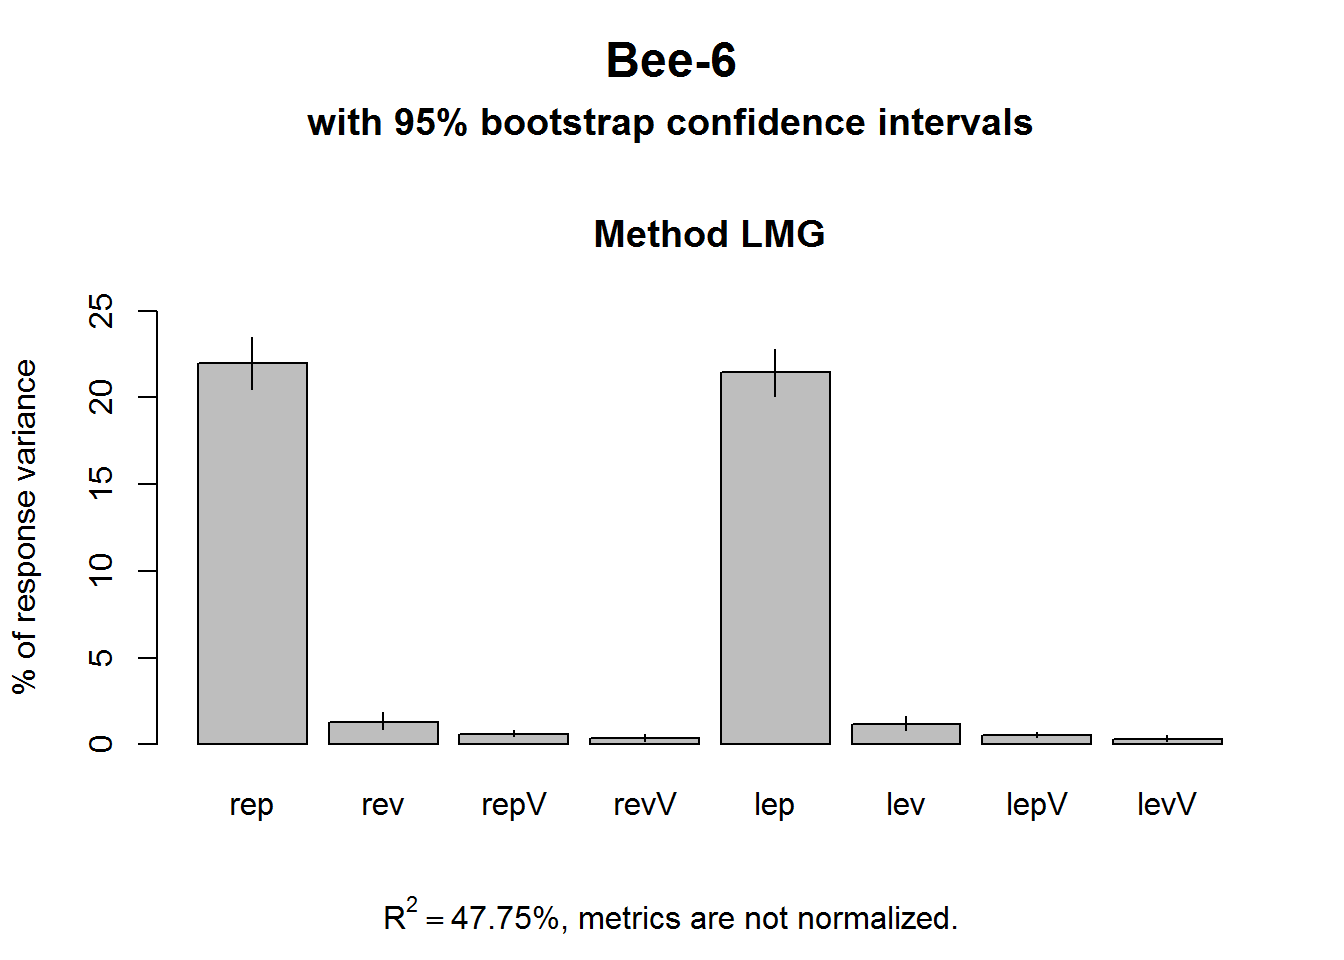 Bee-6
with 95% bootstrap confidence intervals
Method LMG
% of response variance
25
20
15
10
5
0
rep rev repV revV lep lev lepV levV
R² = 47.75%, metrics are not normalized.